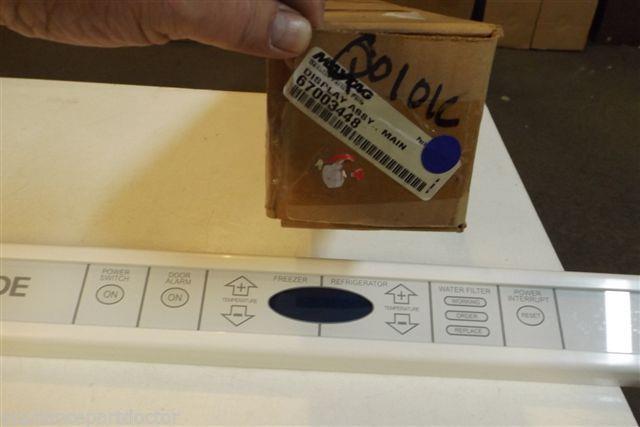 MAYTAG
DISPLAY ASSY., MAIN
67003448
DE
POWER
SWITCH
ON
DOOR
ALARM
ON
FREEZER
TEMPERATURE
REFRIGERATOR
TEMPERATURE
WATER FILTER
WORKING
ORDER
REPLACE
POWER
INTERRUPT
RESET
appliancepartdoctor